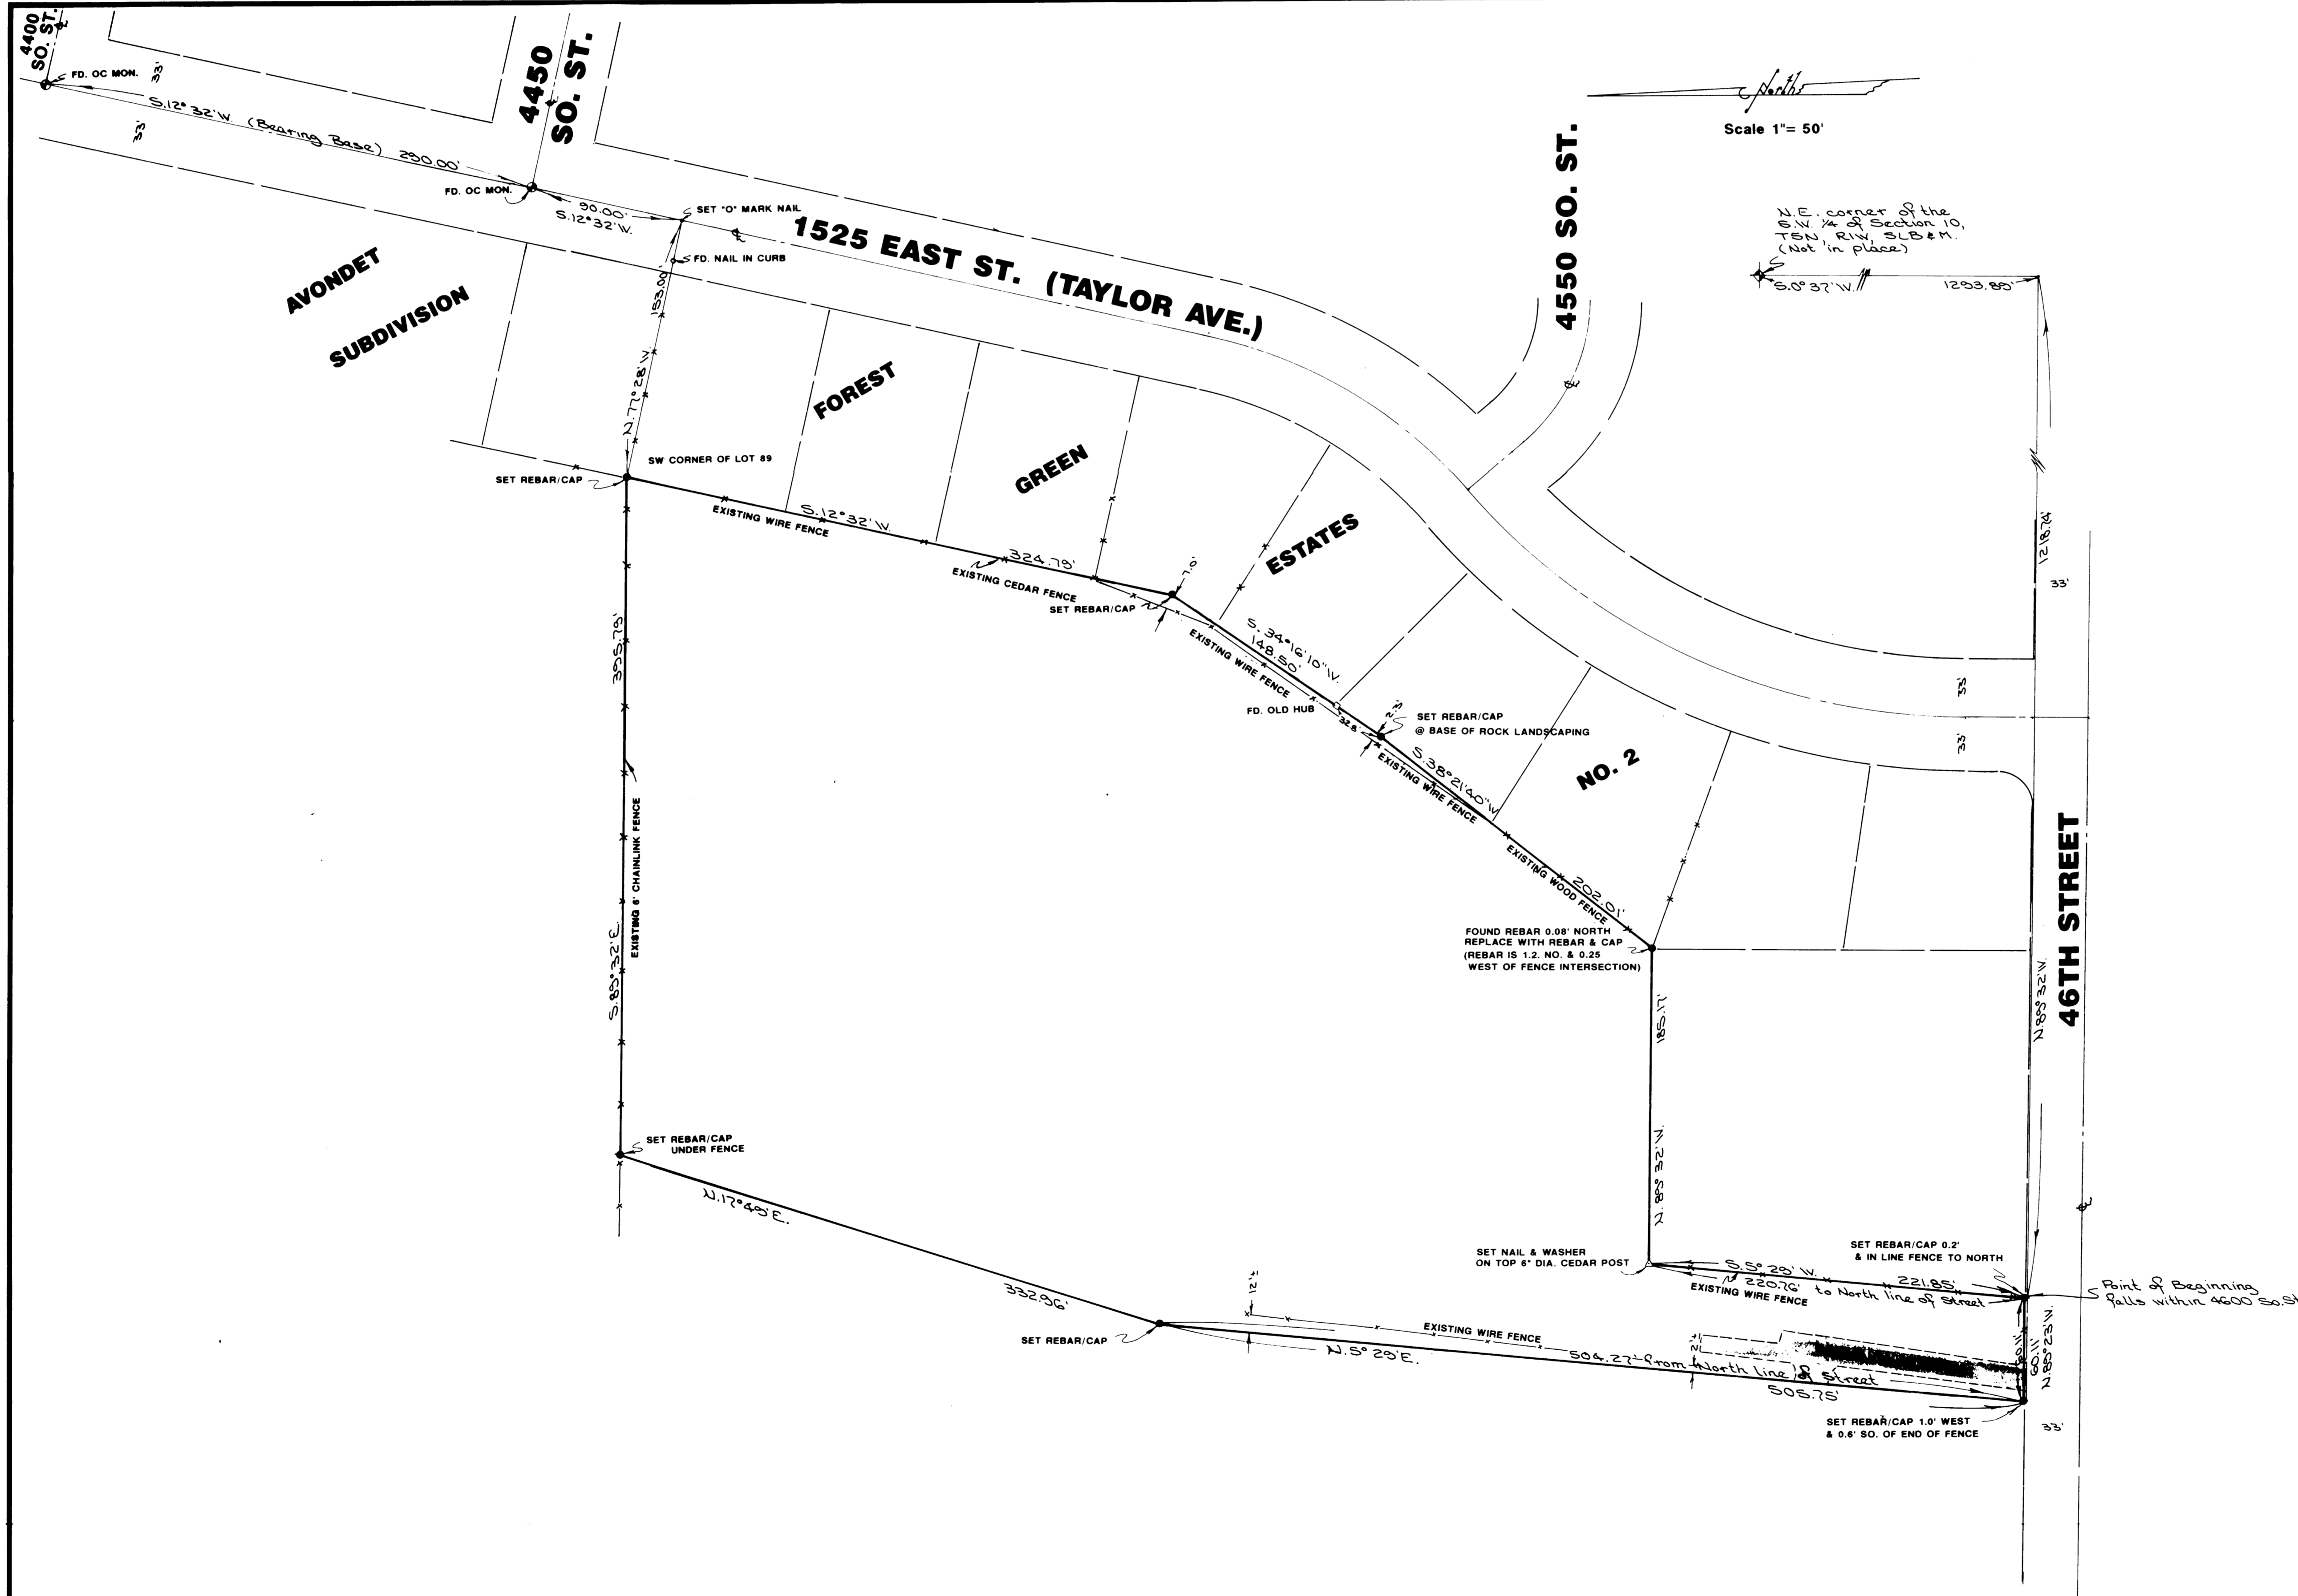 4400
SO. ST.
FD. OC MON.
33'
33'
S.12°32'W. (Bearing Base) 290.00'
4450
SO. ST.
FD. OC MON.
90.00'
S.12°32'W.
SET "O" MARK NAIL
FD. NAIL IN CURB
1525 EAST ST. (TAYLOR AVE.)
4550 SO. ST.
North
Scale 1"= 50'
N.E. corner of the
S.W. 1/4 of Section 10,
T5N, R1W, SLB&M.
(Not in place)
S.0°37'W.
1293.89'
1218.74'
33'
AVONDET
SUBDIVISION
153.00'
N.77°28'W.
FOREST
GREEN
ESTATES
NO. 2
SW CORNER OF LOT 89
SET REBAR/CAP
EXISTING WIRE FENCE
S.12°32'W.
324.79'
EXISTING CEDAR FENCE
SET REBAR/CAP
7.0'
S.34°16'10"W.
148.50'
EXISTING WIRE FENCE
FD. OLD HUB
32.8'
SET REBAR/CAP
@ BASE OF ROCK LANDSCAPING
S.38°21'40"W.
EXISTING WIRE FENCE
202.01'
EXISTING WOOD FENCE
33'
33'
395.79'
EXISTING 6' CHAINLINK FENCE
S.89°32'E.
FOUND REBAR 0.08' NORTH
REPLACE WITH REBAR & CAP
(REBAR IS 1.2. NO. & 0.25
WEST OF FENCE INTERSECTION)
185.17'
N.89°32'W.
46TH STREET
N.89°32'W.
SET REBAR/CAP
UNDER FENCE
N.17°49'E.
332.96'
SET REBAR/CAP
SET NAIL & WASHER
ON TOP 6" DIA. CEDAR POST
SET REBAR/CAP 0.2'
& IN LINE FENCE TO NORTH
S.5°29'W.
221.85'
220.76' to North line of Street
EXISTING WIRE FENCE
Point of Beginning
falls within 4600 So. St
12'±
EXISTING WIRE FENCE
N.5°29'E.
504.27' from North line of Street
505.75'
60.11'
60.11'
N.89°23'W.
SET REBAR/CAP 1.0' WEST
& 0.6' SO. OF END OF FENCE
33'